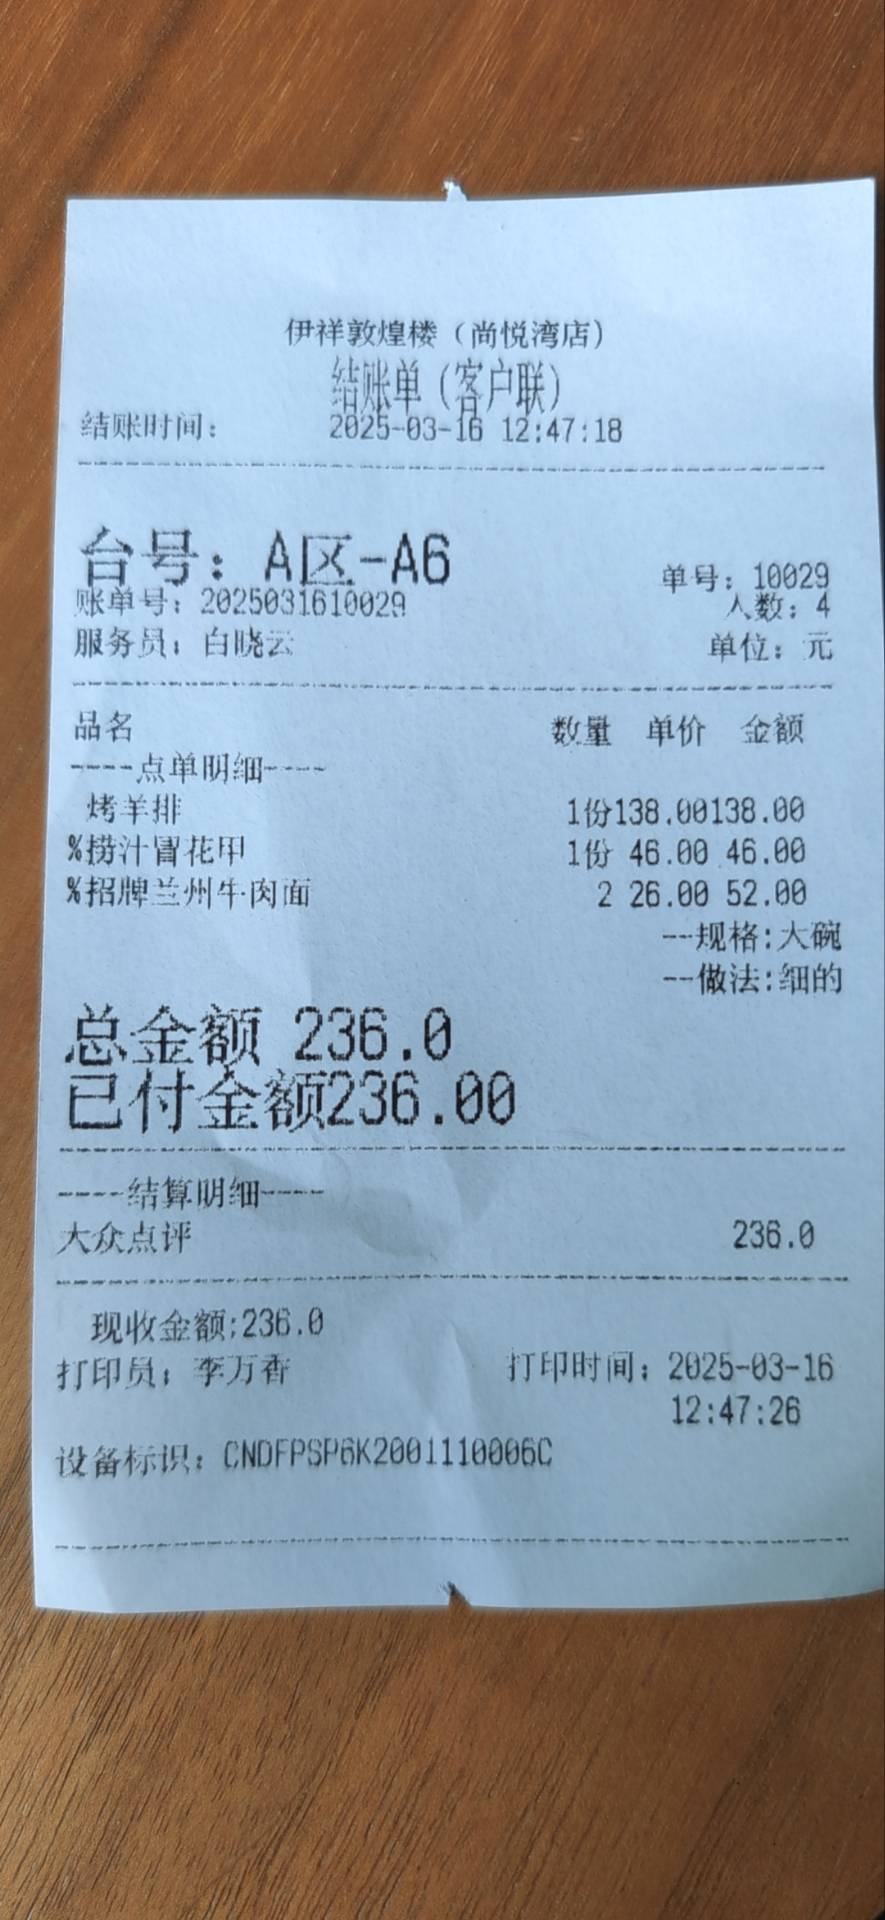 伊祥敦煌楼（尚悦湾店）
结账单（客户联）
结账时间： 2025-03-16 12:47:18
台号：A区-A6
单号：10029
账单号：2025031610029
人数：4
服务员：白晓云 单位：元
品名 数量 单价 金额
----点单明细----
烤羊排 1份138.00138.00
%捞汁冒花甲 1份 46.00 46.00
%招牌兰州牛肉面 2 26.00 52.00
--规格:大碗
--做法:细的
总金额 236.0
已付金额236.00
----结算明细----
大众点评 236.0
现收金额;236.0
打印员：李万香 打印时间：2025-03-16
12:47:26
设备标识：CNDFPSP6K2001110006C